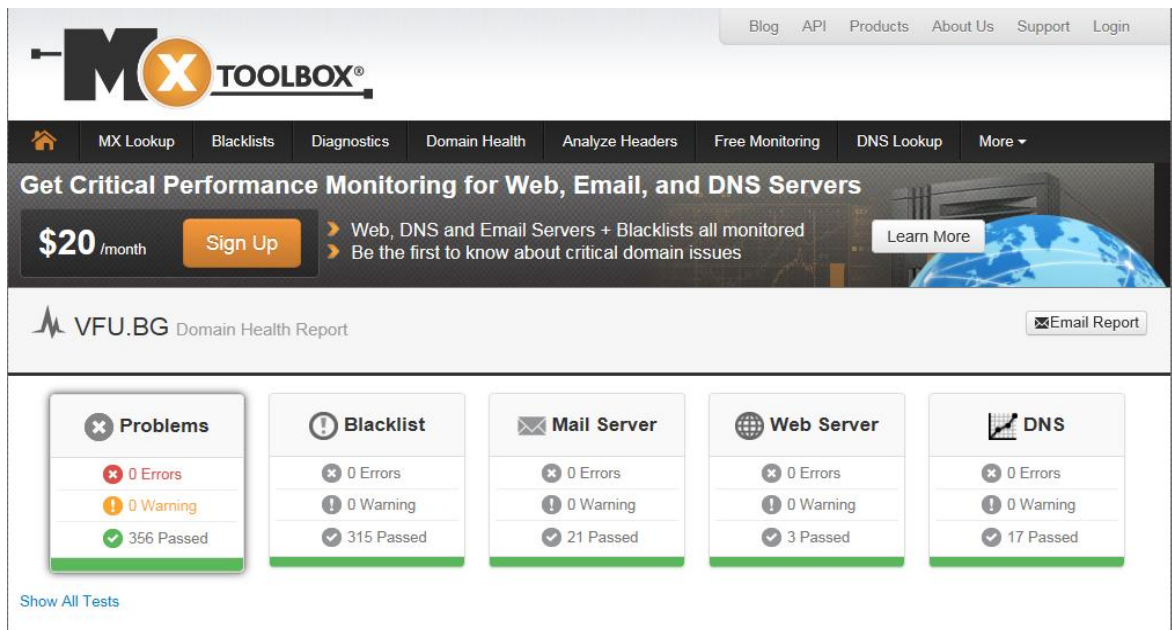 Blog API Products About Us Support Login
MX TOOLBOX®
MX Lookup Blacklists Diagnostics Domain Health Analyze Headers Free Monitoring DNS Lookup More
Get Critical Performance Monitoring for Web, Email, and DNS Servers
$20 /month Sign Up Web, DNS and Email Servers + Blacklists all monitored Learn More
Be the first to know about critical domain issues
VFU.BG Domain Health Report Email Report
Problems Blacklist Mail Server Web Server DNS
0 Errors 0 Errors 0 Errors 0 Errors 0 Errors
0 Warning 0 Warning 0 Warning 0 Warning 0 Warning
356 Passed 315 Passed 21 Passed 3 Passed 17 Passed
Show All Tests